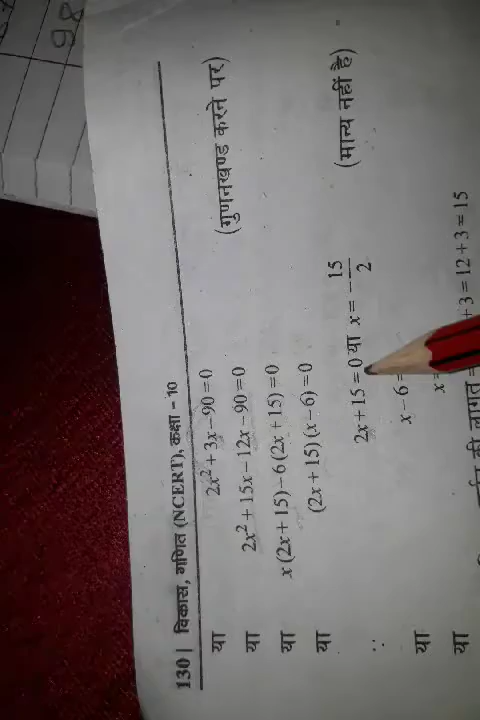 98
130 | विकास, गणित (NCERT), कक्षा - 10
या 2x² + 3x – 90 = 0
या 2x² + 15x – 12x – 90 = 0 (गुणनखण्ड करने पर)
या x (2x + 15) – 6 (2x + 15) = 0
या (2x + 15) (x – 6) = 0
∴ 2x + 15 = 0 या x = – 15/2 (मान्य नहीं है)
या x – 6 =
या x =
की लागत = + 3 = 12 + 3 = 15